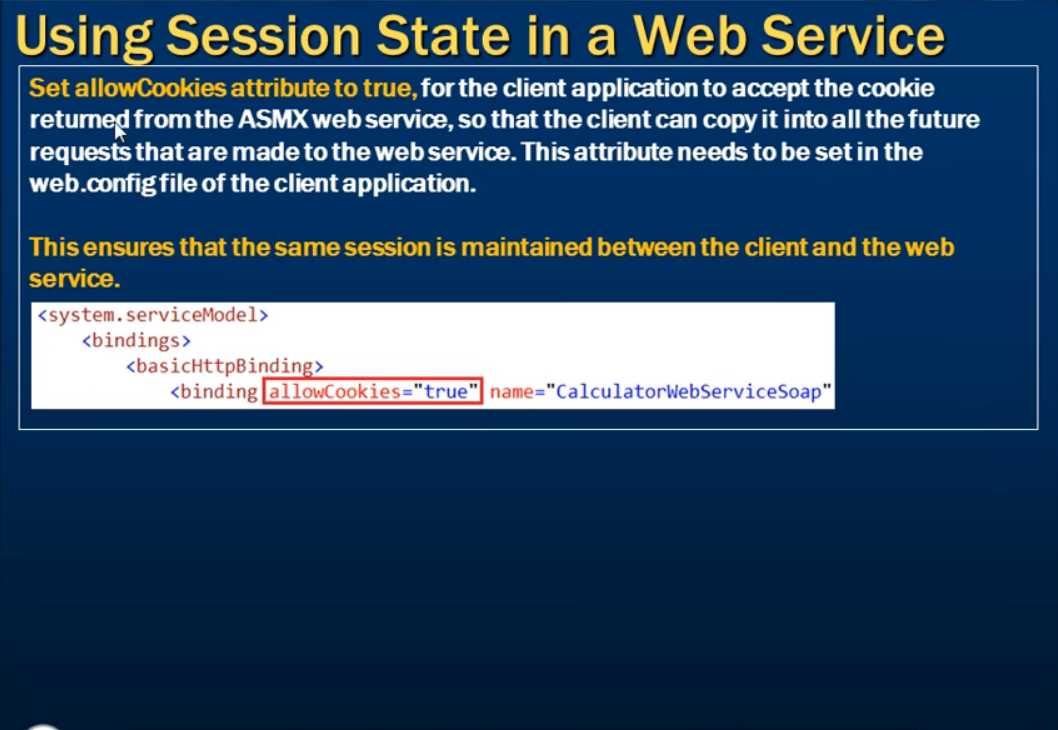 Using Session State in a Web Service
Set allowCookies attribute to true, for the client application to accept the cookie
returned from the ASMX web service, so that the client can copy it into all the future
requests that are made to the web service. This attribute needs to be set in the
web.config file of the client application.
This ensures that the same session is maintained between the client and the web
service.
<system.serviceModel>
<bindings>
<basicHttpBinding>
<binding allowCookies="true" name="CalculatorWebServiceSoap"